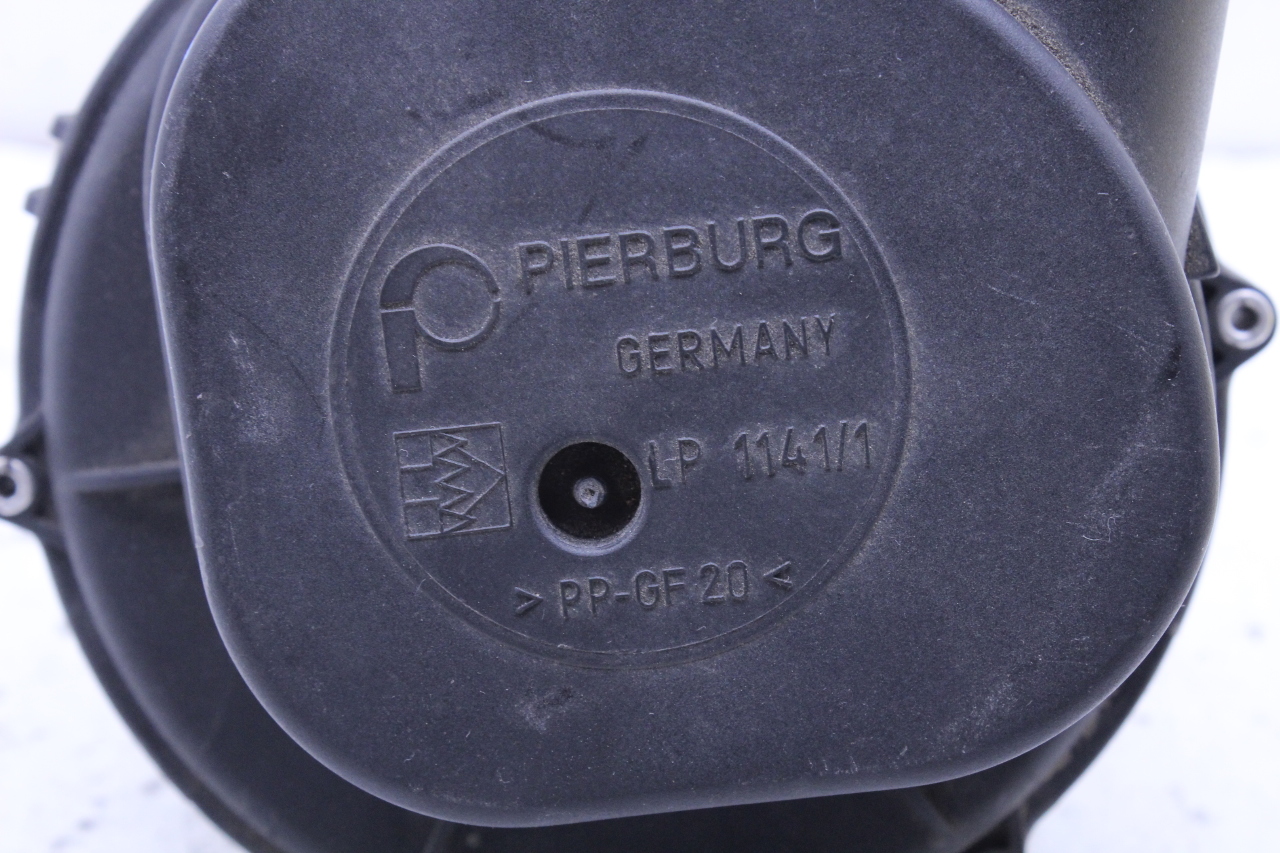 PIERBURG
GERMANY
LP 1141/1
> PP-GF 20 <